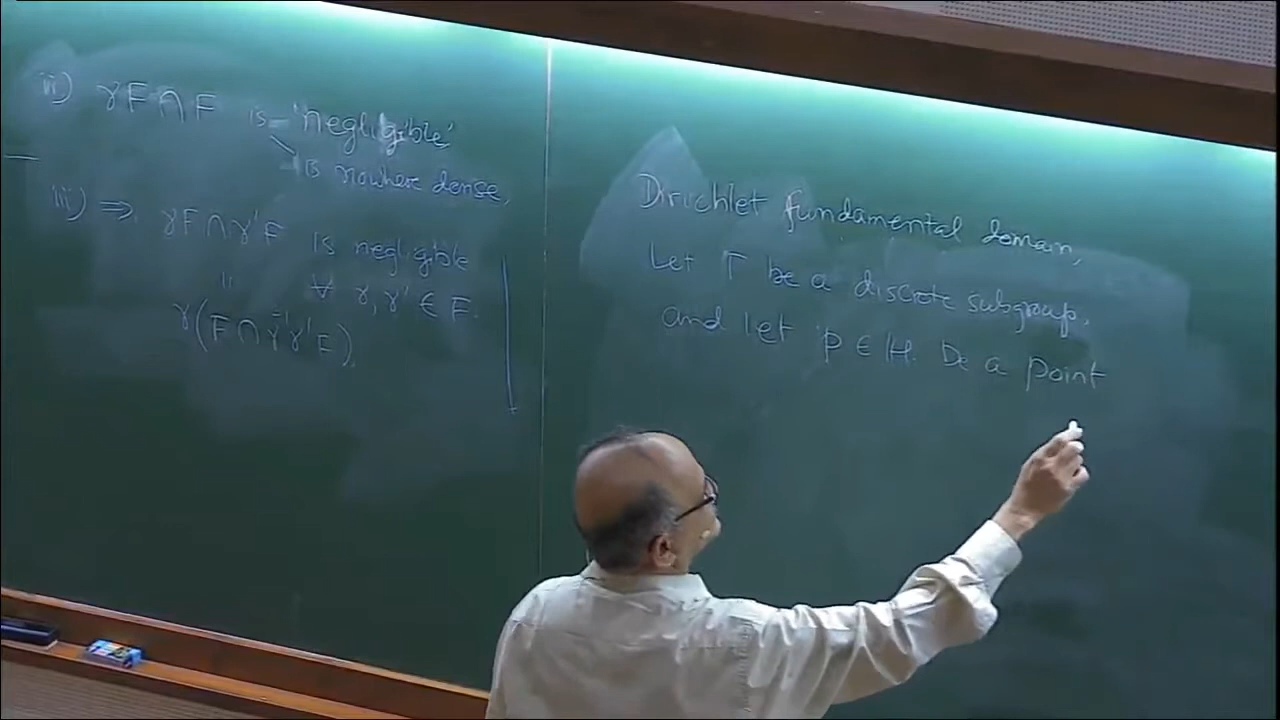 ii) γF ∩ F is 'negligible'
is nowhere dense,
iii) ⇒ γF ∩ γ'F is negligible
" ∀ γ, γ' ∈ F.
γ(F ∩ γ⁻¹γ'F).
Dirichlet fundamental domain,
Let Γ be a discrete subgroup,
and let p ∈ H. be a point